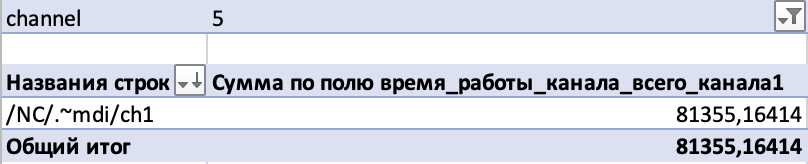 channel 5
Названия строк Сумма по полю время_работы_канала_всего_канала1
/NC/.~mdi/ch1 81355,16414
Общий итог 81355,16414